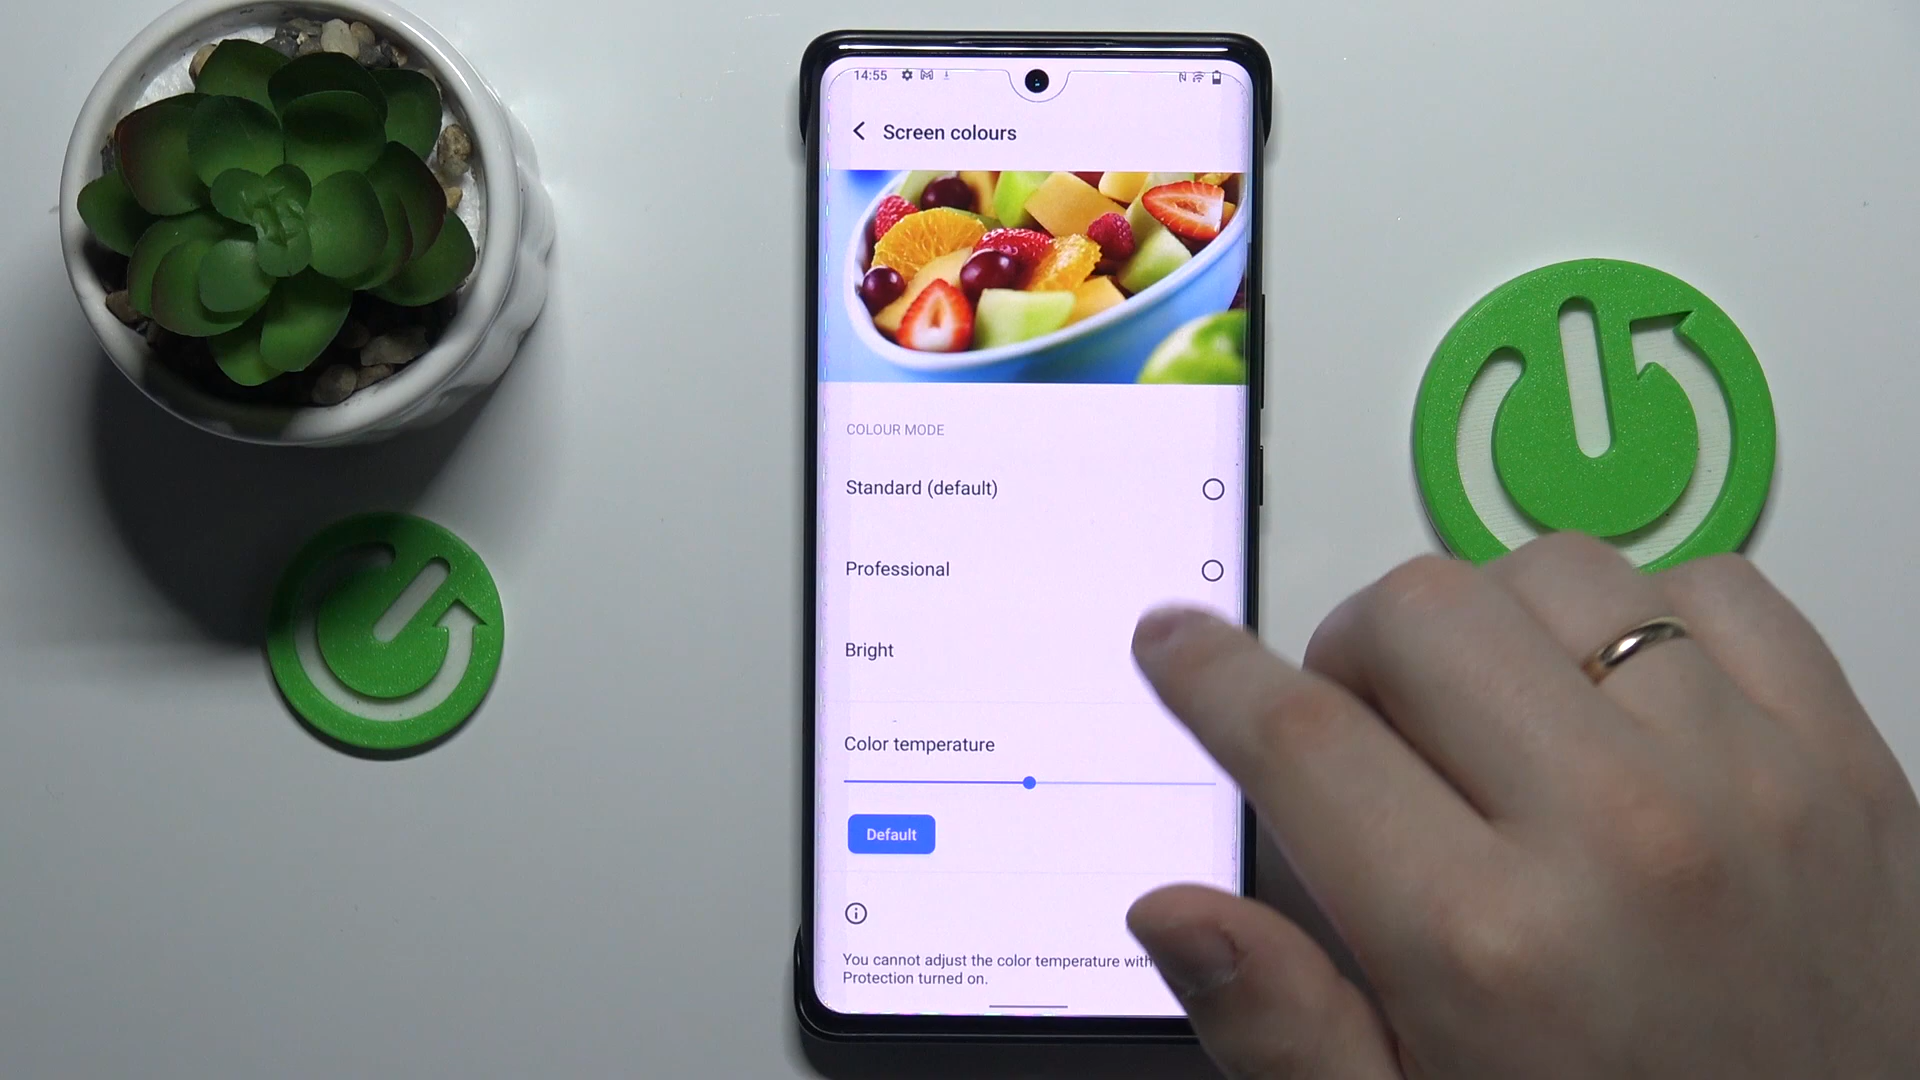 14:55
Screen colours
COLOUR MODE
Standard (default)
Professional
Bright
Color temperature
Default
You cannot adjust the color temperature with
Protection turned on.